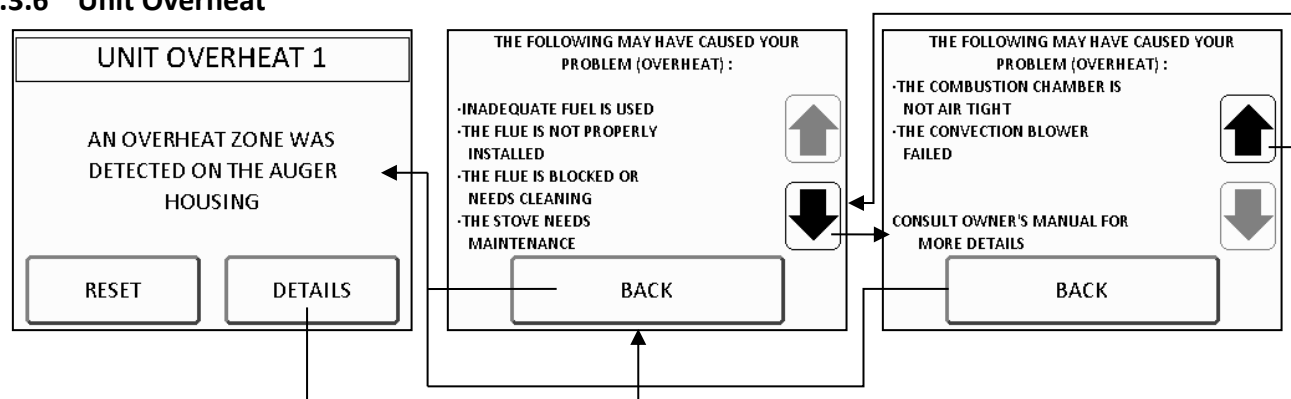 .3.6 Unit Overheat
UNIT OVERHEAT 1
AN OVERHEAT ZONE WAS
DETECTED ON THE AUGER
HOUSING
RESET
DETAILS
THE FOLLOWING MAY HAVE CAUSED YOUR
PROBLEM (OVERHEAT) :
·INADEQUATE FUEL IS USED
·THE FLUE IS NOT PROPERLY
INSTALLED
·THE FLUE IS BLOCKED OR
NEEDS CLEANING
·THE STOVE NEEDS
MAINTENANCE
BACK
THE FOLLOWING MAY HAVE CAUSED YOUR
PROBLEM (OVERHEAT) :
·THE COMBUSTION CHAMBER IS
NOT AIR TIGHT
·THE CONVECTION BLOWER
FAILED
CONSULT OWNER'S MANUAL FOR
MORE DETAILS
BACK